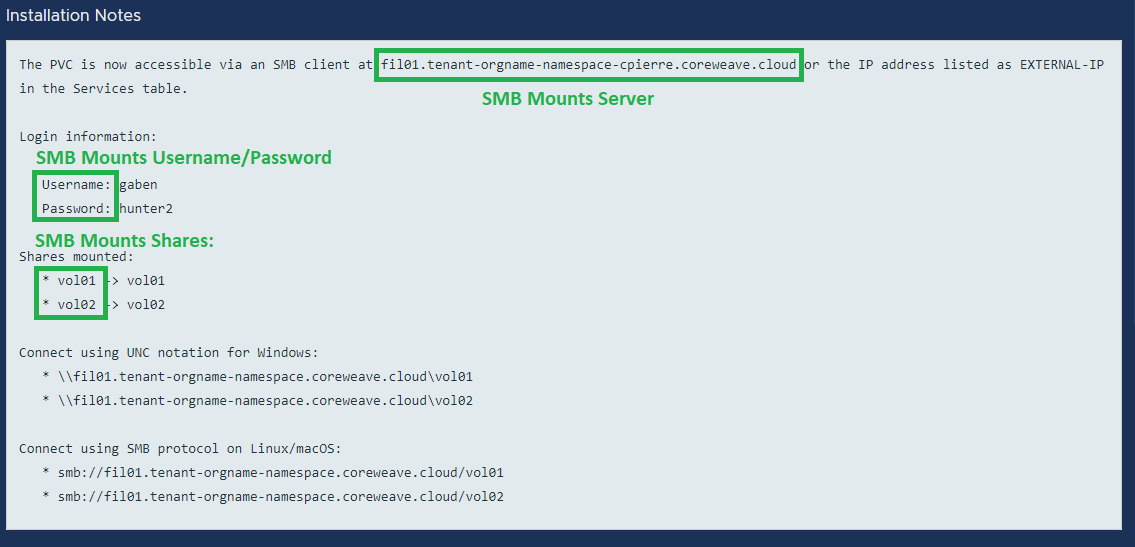 Installation Notes
The PVC is now accessible via an SMB client at fil01.tenant-orgname-namespace-cpierre.coreweave.cloud or the IP address listed as EXTERNAL-IP
in the Services table.
SMB Mounts Server
Login information:
SMB Mounts Username/Password
Username: gaben
Password: hunter2
SMB Mounts Shares:
Shares mounted:
* vol01 -> vol01
* vol02 -> vol02
Connect using UNC notation for Windows:
* \\fil01.tenant-orgname-namespace.coreweave.cloud\vol01
* \\fil01.tenant-orgname-namespace.coreweave.cloud\vol02
Connect using SMB protocol on Linux/macOS:
* smb://fil01.tenant-orgname-namespace.coreweave.cloud/vol01
* smb://fil01.tenant-orgname-namespace.coreweave.cloud/vol02